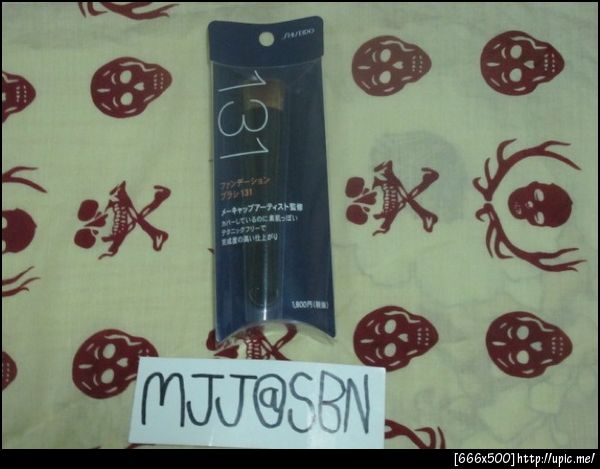 SHISEIDO
131
ファンデーション
ブラシ 131
メーキャップアーティスト監修
カバーしているのに素肌っぽい
テクニックフリーで
完成度の高い仕上がり
1,800円(税抜)
MJJ@SBN
[666x500]http://upic.me/